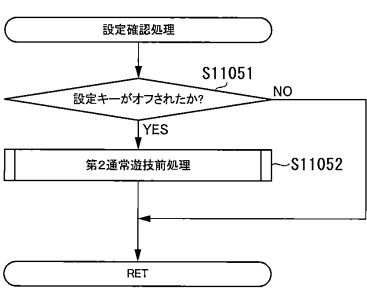 設定確認処理
S11051
設定キーがオフされたか?
NO
YES
第2通常遊技前処理
S11052
RET